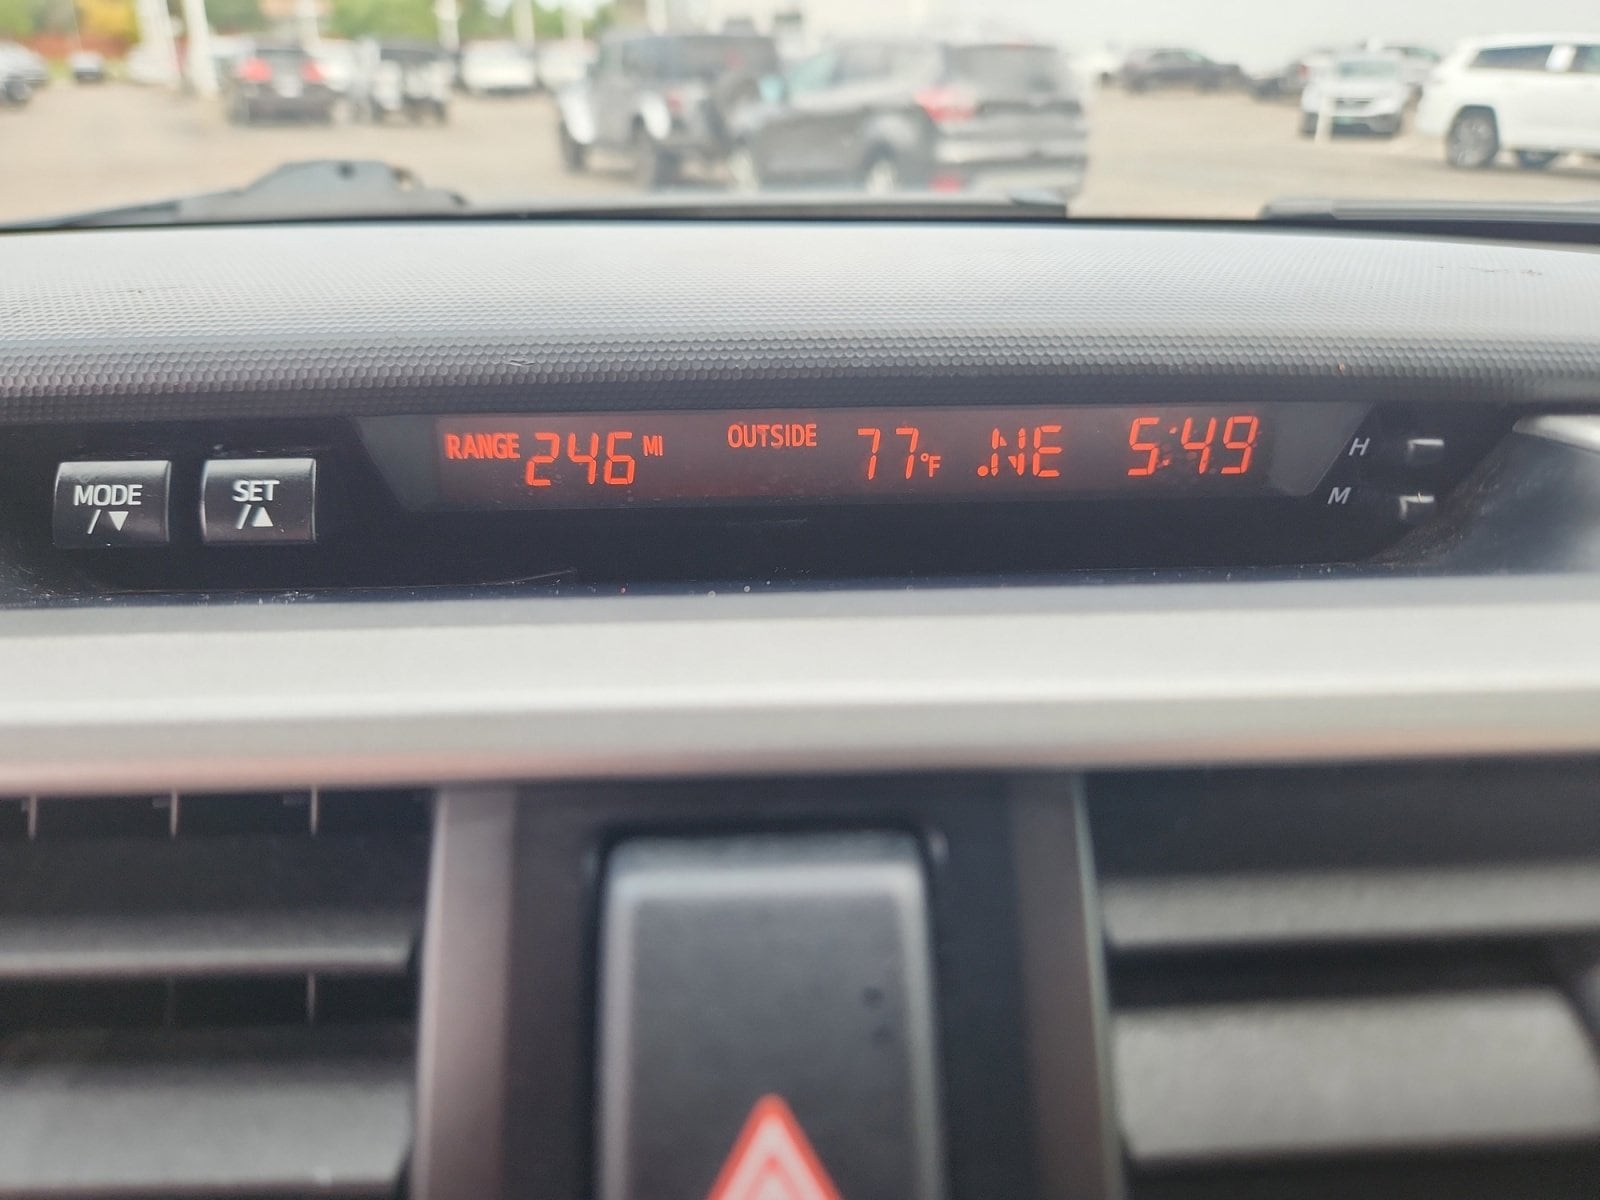 RANGE 246 MI OUTSIDE 77°F .NE 5:49
H
M
MODE
/▼
SET
/▲